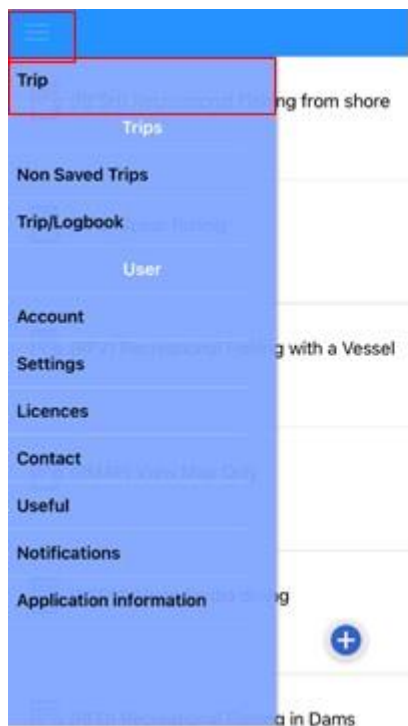 Trip
ng from shore
Trips
Non Saved Trips
Trip/Logbook
User
Account
g with a Vessel
Settings
Licences
Contact
Useful
Notifications
Application information
ng
g in Dams